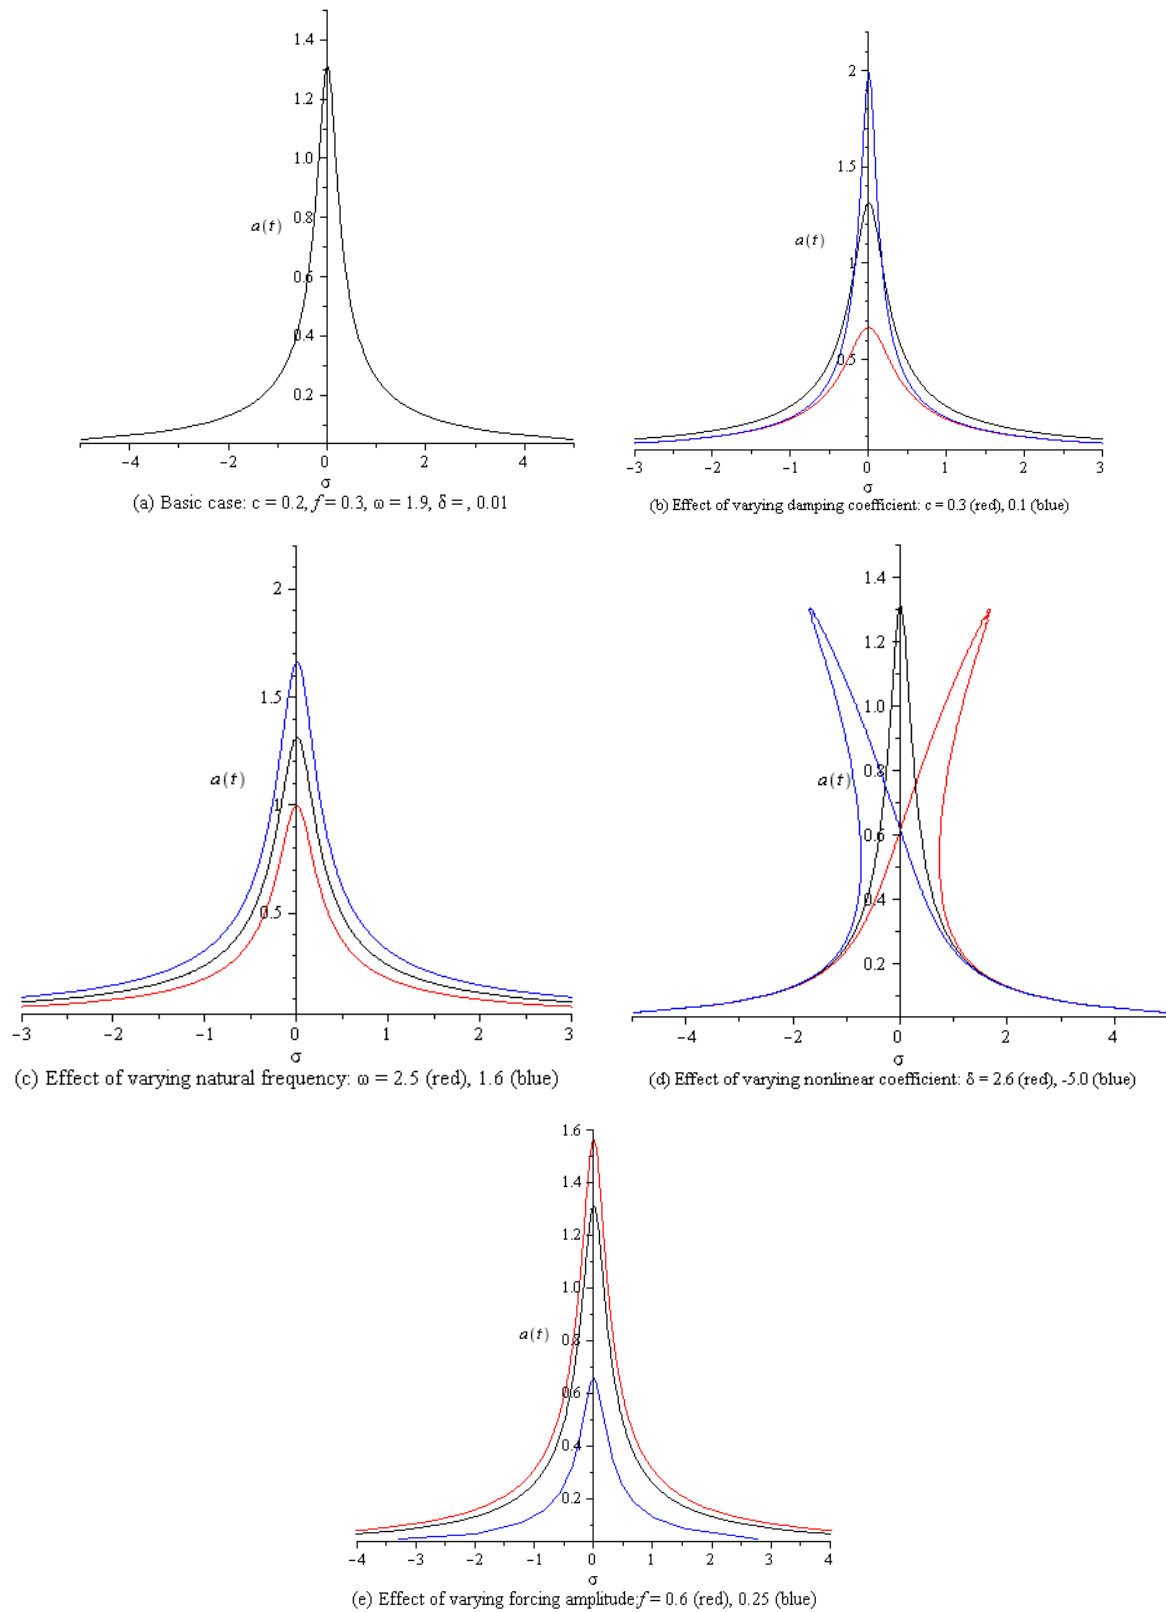 1.4
1.2
1.0
0.8
a(t)
0.6
0.4
0.2
−4 −2 0 2 4
σ
(a) Basic case: c = 0.2, f = 0.3, ω = 1.9, δ = , 0.01
2
1.5
a(t)
1
0.5
−3 −2 −1 0 1 2 3
σ
(b) Effect of varying damping coefficient: c = 0.3 (red), 0.1 (blue)
2
1.5
a(t)
1
0.5
−3 −2 −1 0 1 2 3
σ
(c) Effect of varying natural frequency: ω = 2.5 (red), 1.6 (blue)
1.4
1.2
1.0
a(t) 0.8
0.6
0.4
0.2
−4 −2 0 2 4
σ
(d) Effect of varying nonlinear coefficient: δ = 2.6 (red), -5.0 (blue)
1.6
1.4
1.2
1.0
a(t) 0.8
0.6
0.4
0.2
−4 −3 −2 −1 0 1 2 3 4
σ
(e) Effect of varying forcing amplitude;f = 0.6 (red), 0.25 (blue)